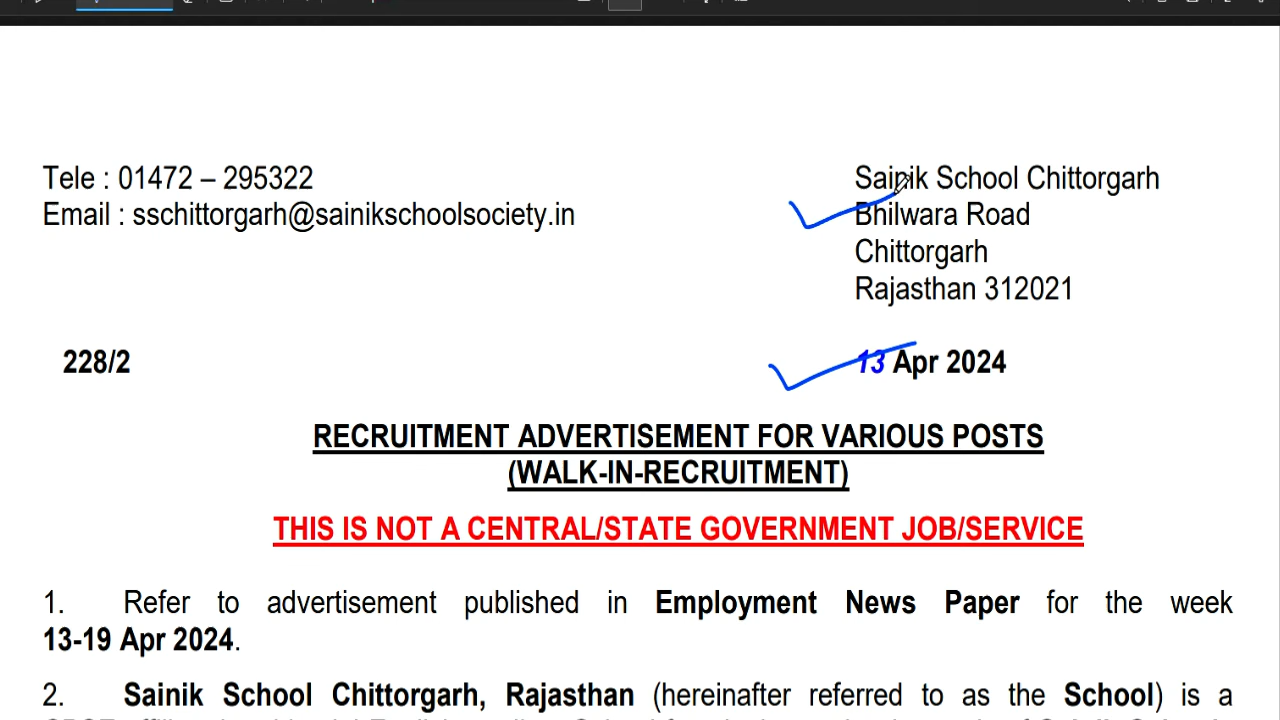 Tele : 01472 – 295322
Email : sschittorgarh@sainikschoolsociety.in
Sainik School Chittorgarh
Bhilwara Road
Chittorgarh
Rajasthan 312021
228/2
13 Apr 2024
RECRUITMENT ADVERTISEMENT FOR VARIOUS POSTS
(WALK-IN-RECRUITMENT)
THIS IS NOT A CENTRAL/STATE GOVERNMENT JOB/SERVICE
1. Refer to advertisement published in Employment News Paper for the week
13-19 Apr 2024.
2. Sainik School Chittorgarh, Rajasthan (hereinafter referred to as the School) is a